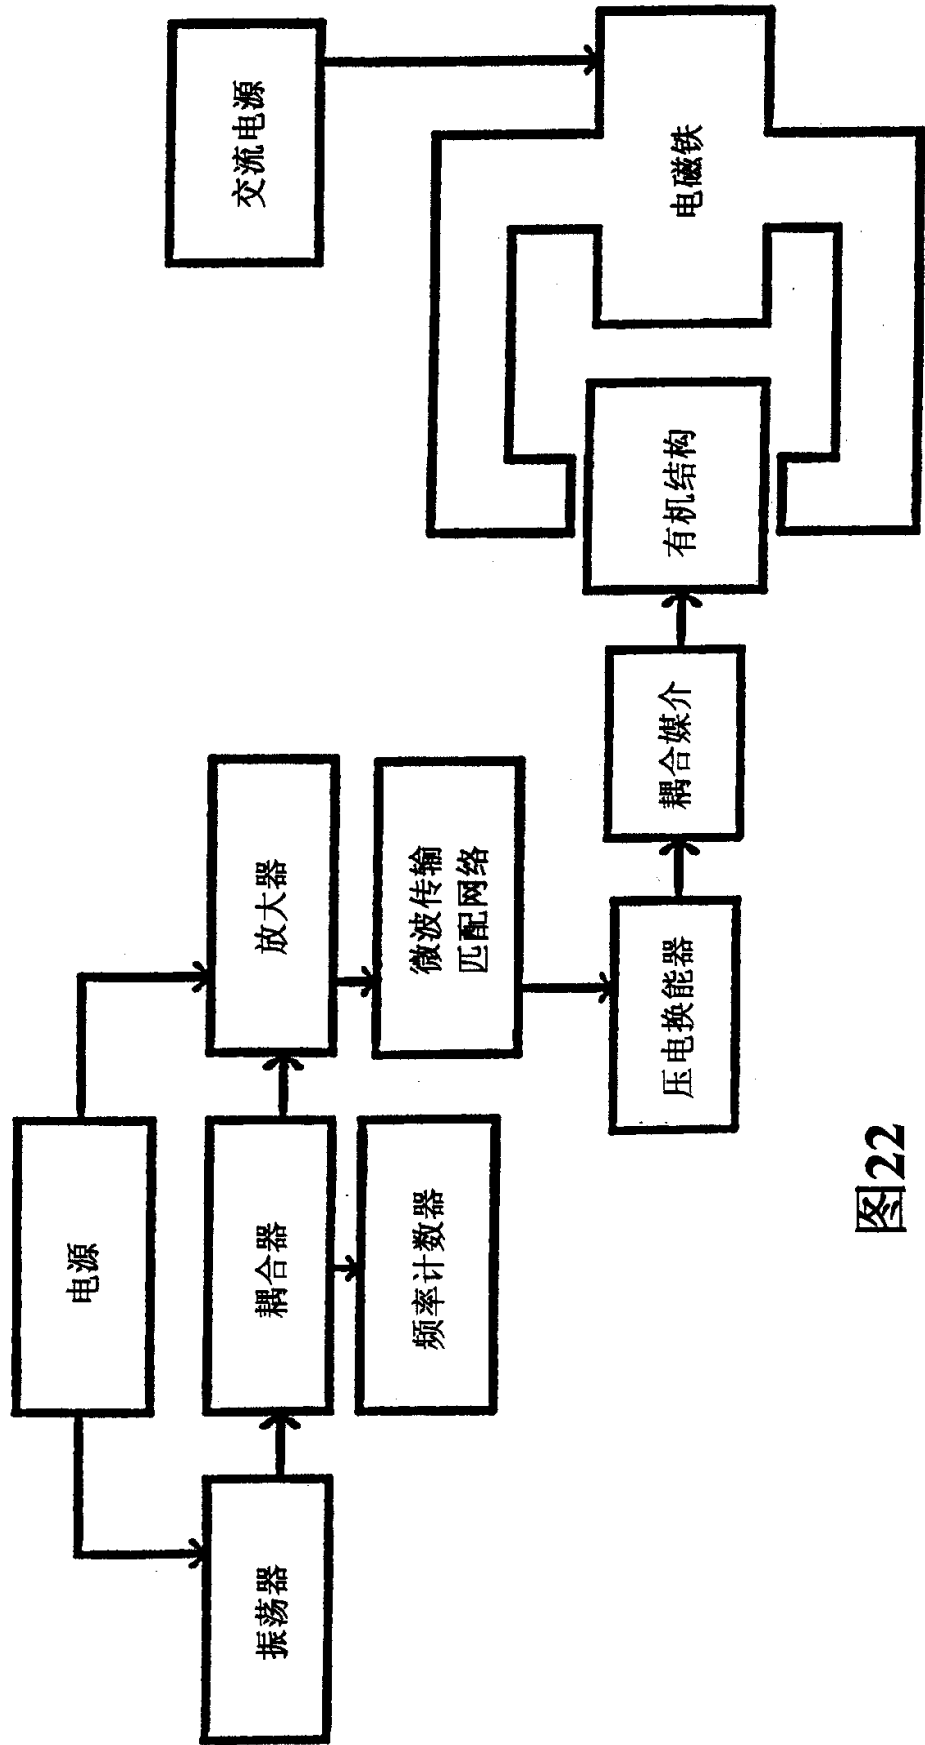 电源
振荡器
耦合器
放大器
频率计数器
微波传输
匹配网络
压电换能器
耦合媒介
有机结构
电磁铁
交流电源
图22